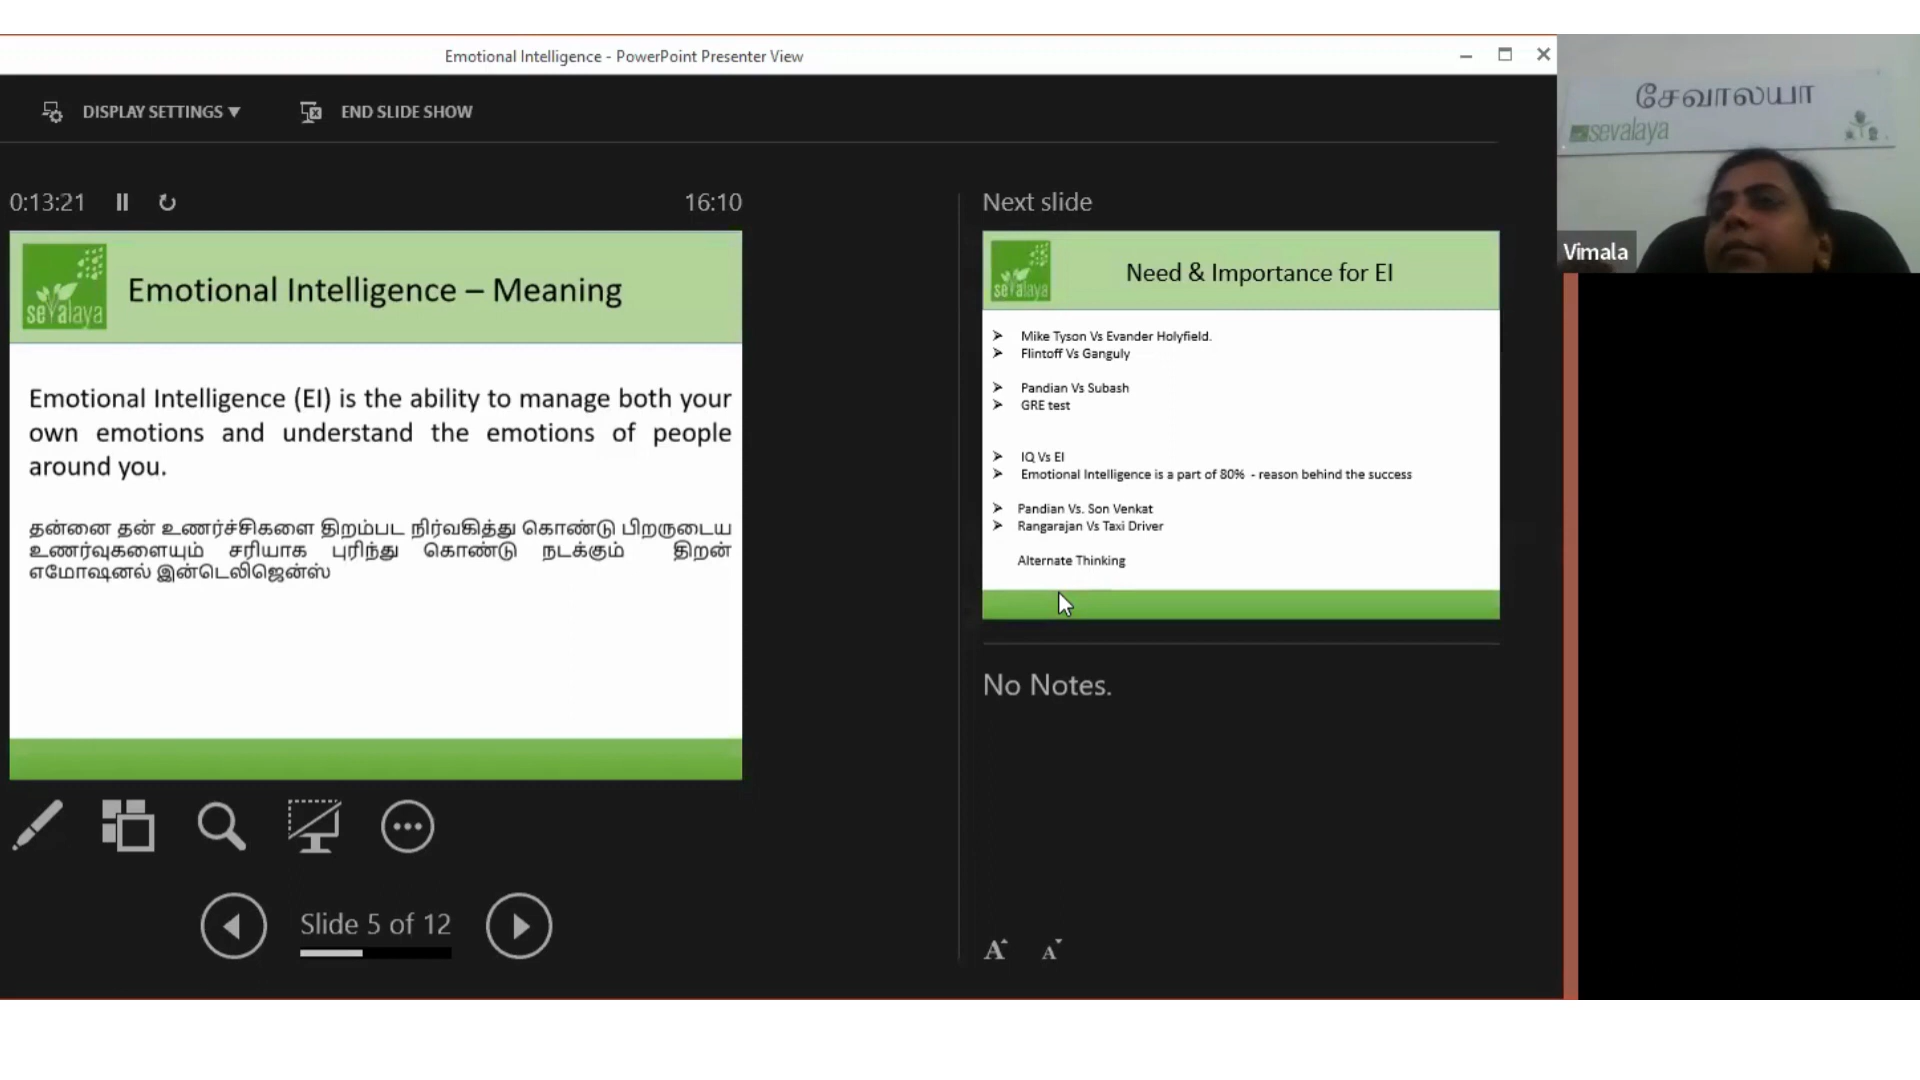 Emotional Intelligence - PowerPoint Presenter View
DISPLAY SETTINGS ▼
END SLIDE SHOW
0:13:21
16:10
sevalaya
Emotional Intelligence – Meaning
Emotional Intelligence (EI) is the ability to manage both your
own emotions and understand the emotions of people
around you.
தன்னை தன் உணர்ச்சிகளை திறம்பட நிர்வகித்து கொண்டு பிறருடைய
உணர்வுகளையும் சரியாக புரிந்து கொண்டு நடக்கும் திறன்
எமோஷனல் இன்டெலிஜென்ஸ்
Slide 5 of 12
Next slide
sevalaya
Need & Importance for EI
➢ Mike Tyson Vs Evander Holyfield.
➢ Flintoff Vs Ganguly
➢ Pandian Vs Subash
➢ GRE test
➢ IQ Vs EI
➢ Emotional Intelligence is a part of 80% - reason behind the success
➢ Pandian Vs. Son Venkat
➢ Rangarajan Vs Taxi Driver
Alternate Thinking
No Notes.
A A
சேவாலயா
sevalaya
Vimala